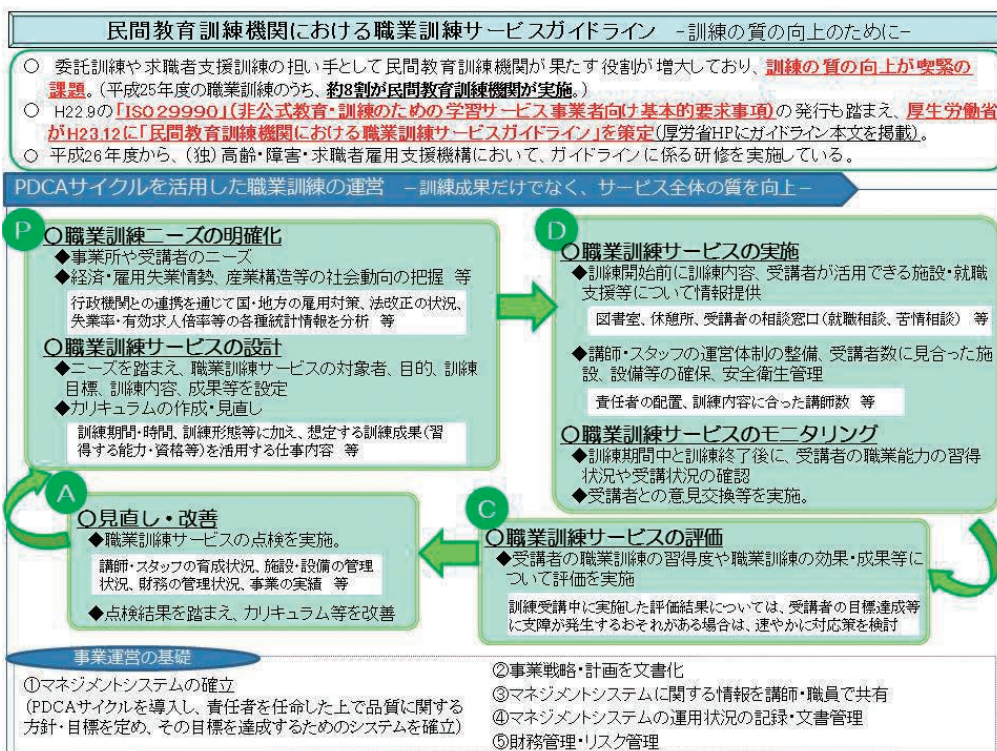 民間教育訓練機関における職業訓練サービスガイドライン -訓練の質の向上のために-
○ 委託訓練や求職者支援訓練の担い手として民間教育訓練機関が果たす役割が増大しており、訓練の質の向上が喫緊の
課題。(平成25年度の職業訓練のうち、約8割が民間教育訓練機関が実施。)
○ H22.9の「ISO29990」(非公式教育・訓練のための学習サービス事業者向け基本的要求事項)の発行も踏まえ、厚生労働省
がH23.12に「民間教育訓練機関における職業訓練サービスガイドライン」を策定(厚労省HPにガイドライン本文を掲載)。
○ 平成26年度から、(独)高齢・障害・求職者雇用支援機構において、ガイドラインに係る研修を実施している。
PDCAサイクルを活用した職業訓練の運営 -訓練成果だけでなく、サービス全体の質を向上-
P
○職業訓練ニーズの明確化
◆事業所や受講者のニーズ
◆経済・雇用失業情勢、産業構造等の社会動向の把握 等
行政機関との連携を通じて国・地方の雇用対策、法改正の状況、
失業率・有効求人倍率等の各種統計情報を分析 等
○職業訓練サービスの設計
◆ニーズを踏まえ、職業訓練サービスの対象者、目的、訓練
目標、訓練内容、成果等を設定
◆カリキュラムの作成・見直し
訓練期間・時間、訓練形態等に加え、想定する訓練成果(習
得する能力・資格等)を活用する仕事内容 等
D
○職業訓練サービスの実施
◆訓練開始前に訓練内容、受講者が活用できる施設・就職
支援等について情報提供
図書室、休憩所、受講者の相談窓口(就職相談、苦情相談) 等
◆講師・スタッフの運営体制の整備、受講者数に見合った施
設、設備等の確保、安全衛生管理
責任者の配置、訓練内容に合った講師数 等
○職業訓練サービスのモニタリング
◆訓練期間中と訓練終了後に、受講者の職業能力の習得
状況や受講状況の確認
◆受講者との意見交換等を実施。
A
○見直し・改善
◆職業訓練サービスの点検を実施。
講師・スタッフの育成状況、施設・設備の管理
状況、財務の管理状況、事業の実績 等
◆点検結果を踏まえ、カリキュラム等を改善
C
○職業訓練サービスの評価
◆受講者の職業訓練の習得度や職業訓練の効果・成果等に
ついて評価を実施
訓練受講中に実施した評価結果については、受講者の目標達成等
に支障が発生するおそれがある場合は、速やかに対応策を検討
事業運営の基礎
①マネジメントシステムの確立
(PDCAサイクルを導入し、責任者を任命した上で品質に関する
方針・目標を定め、その目標を達成するためのシステムを確立)
②事業戦略・計画を文書化
③マネジメントシステムに関する情報を講師・職員で共有
④マネジメントシステムの運用状況の記録・文書管理
⑤財務管理・リスク管理